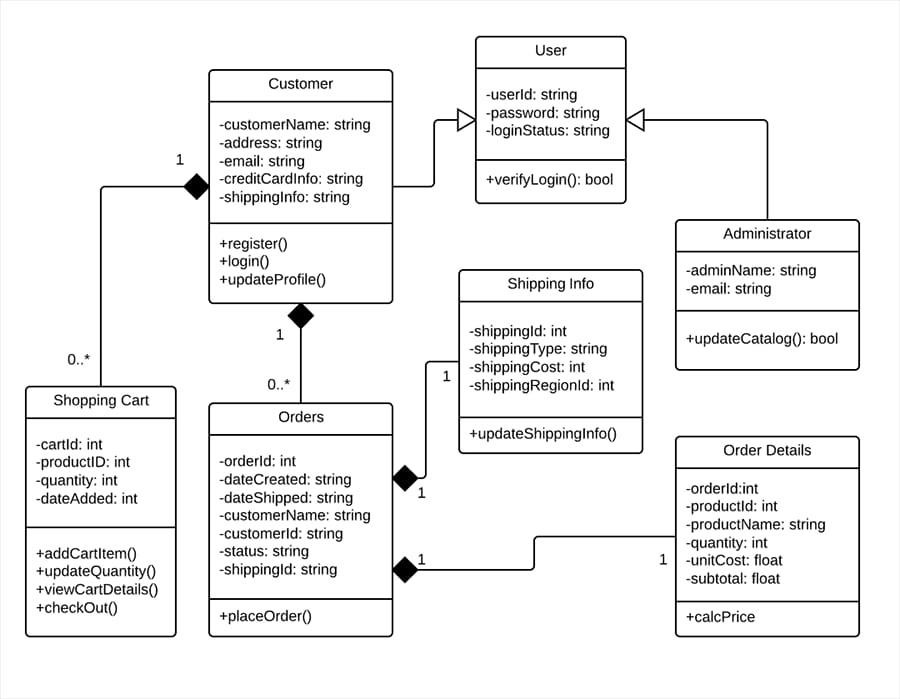 User
-userId: string
-password: string
-loginStatus: string
+verifyLogin(): bool
Customer
-customerName: string
-address: string
-email: string
-creditCardInfo: string
-shippingInfo: string
+register()
+login()
+updateProfile()
1
0..*
1
0..*
Administrator
-adminName: string
-email: string
+updateCatalog(): bool
Shipping Info
-shippingId: int
-shippingType: string
-shippingCost: int
-shippingRegionId: int
+updateShippingInfo()
1
1
Shopping Cart
-cartId: int
-productID: int
-quantity: int
-dateAdded: int
+addCartItem()
+updateQuantity()
+viewCartDetails()
+checkOut()
Orders
-orderId: int
-dateCreated: string
-dateShipped: string
-customerName: string
-customerId: string
-status: string
-shippingId: string
+placeOrder()
1
1
Order Details
-orderId:int
-productId: int
-productName: string
-quantity: int
-unitCost: float
-subtotal: float
+calcPrice